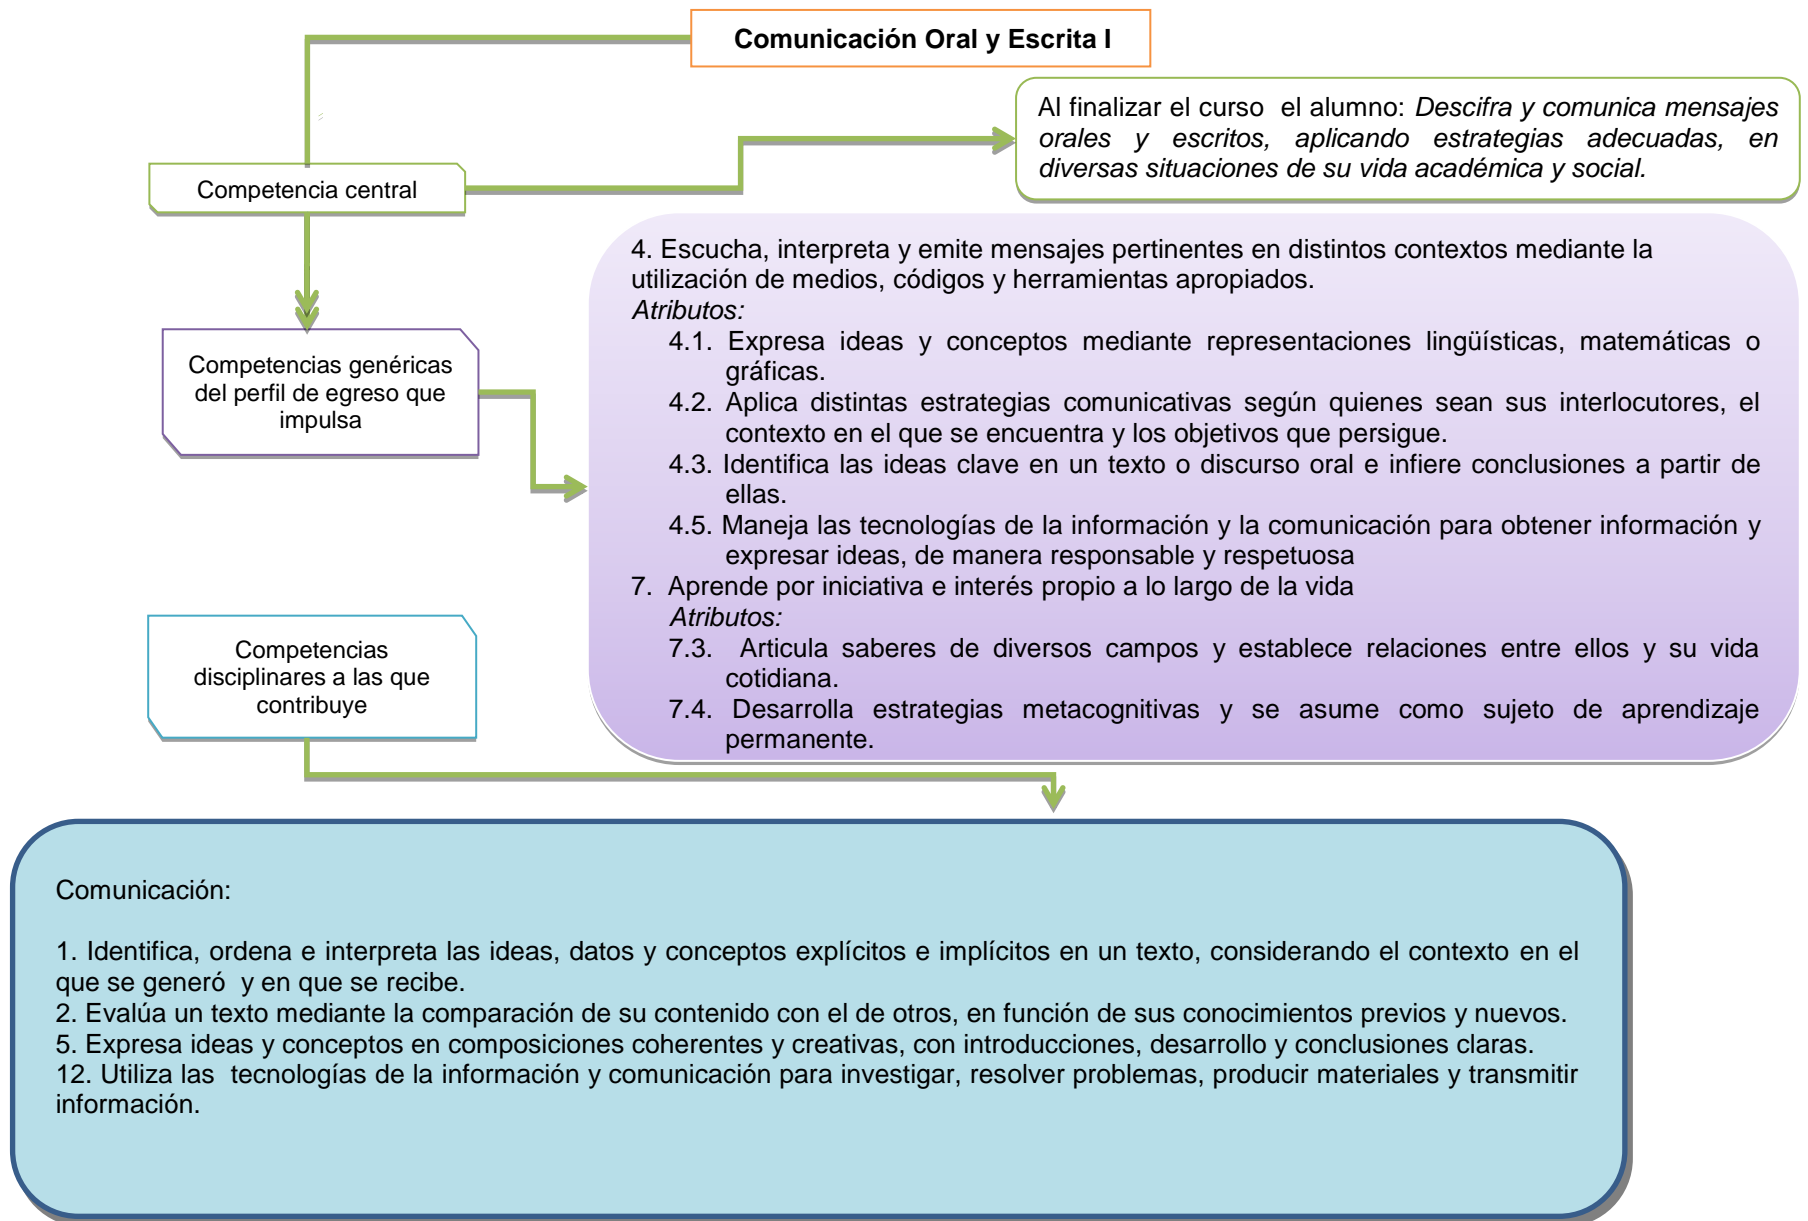 Comunicación Oral y Escrita I
Al finalizar el curso el alumno: Descifra y comunica mensajes
orales y escritos, aplicando estrategias adecuadas, en
diversas situaciones de su vida académica y social.
Competencia central
4. Escucha, interpreta y emite mensajes pertinentes en distintos contextos mediante la
utilización de medios, códigos y herramientas apropiados.
Atributos:
4.1. Expresa ideas y conceptos mediante representaciones lingüísticas, matemáticas o
gráficas.
4.2. Aplica distintas estrategias comunicativas según quienes sean sus interlocutores, el
contexto en el que se encuentra y los objetivos que persigue.
4.3. Identifica las ideas clave en un texto o discurso oral e infiere conclusiones a partir de
ellas.
4.5. Maneja las tecnologías de la información y la comunicación para obtener información y
expresar ideas, de manera responsable y respetuosa
7. Aprende por iniciativa e interés propio a lo largo de la vida
Atributos:
7.3. Articula saberes de diversos campos y establece relaciones entre ellos y su vida
cotidiana.
7.4. Desarrolla estrategias metacognitivas y se asume como sujeto de aprendizaje
permanente.
Competencias genéricas
del perfil de egreso que
impulsa
Competencias
disciplinares a las que
contribuye
Comunicación:
1. Identifica, ordena e interpreta las ideas, datos y conceptos explícitos e implícitos en un texto, considerando el contexto en el
que se generó y en que se recibe.
2. Evalúa un texto mediante la comparación de su contenido con el de otros, en función de sus conocimientos previos y nuevos.
5. Expresa ideas y conceptos en composiciones coherentes y creativas, con introducciones, desarrollo y conclusiones claras.
12. Utiliza las tecnologías de la información y comunicación para investigar, resolver problemas, producir materiales y transmitir
información.